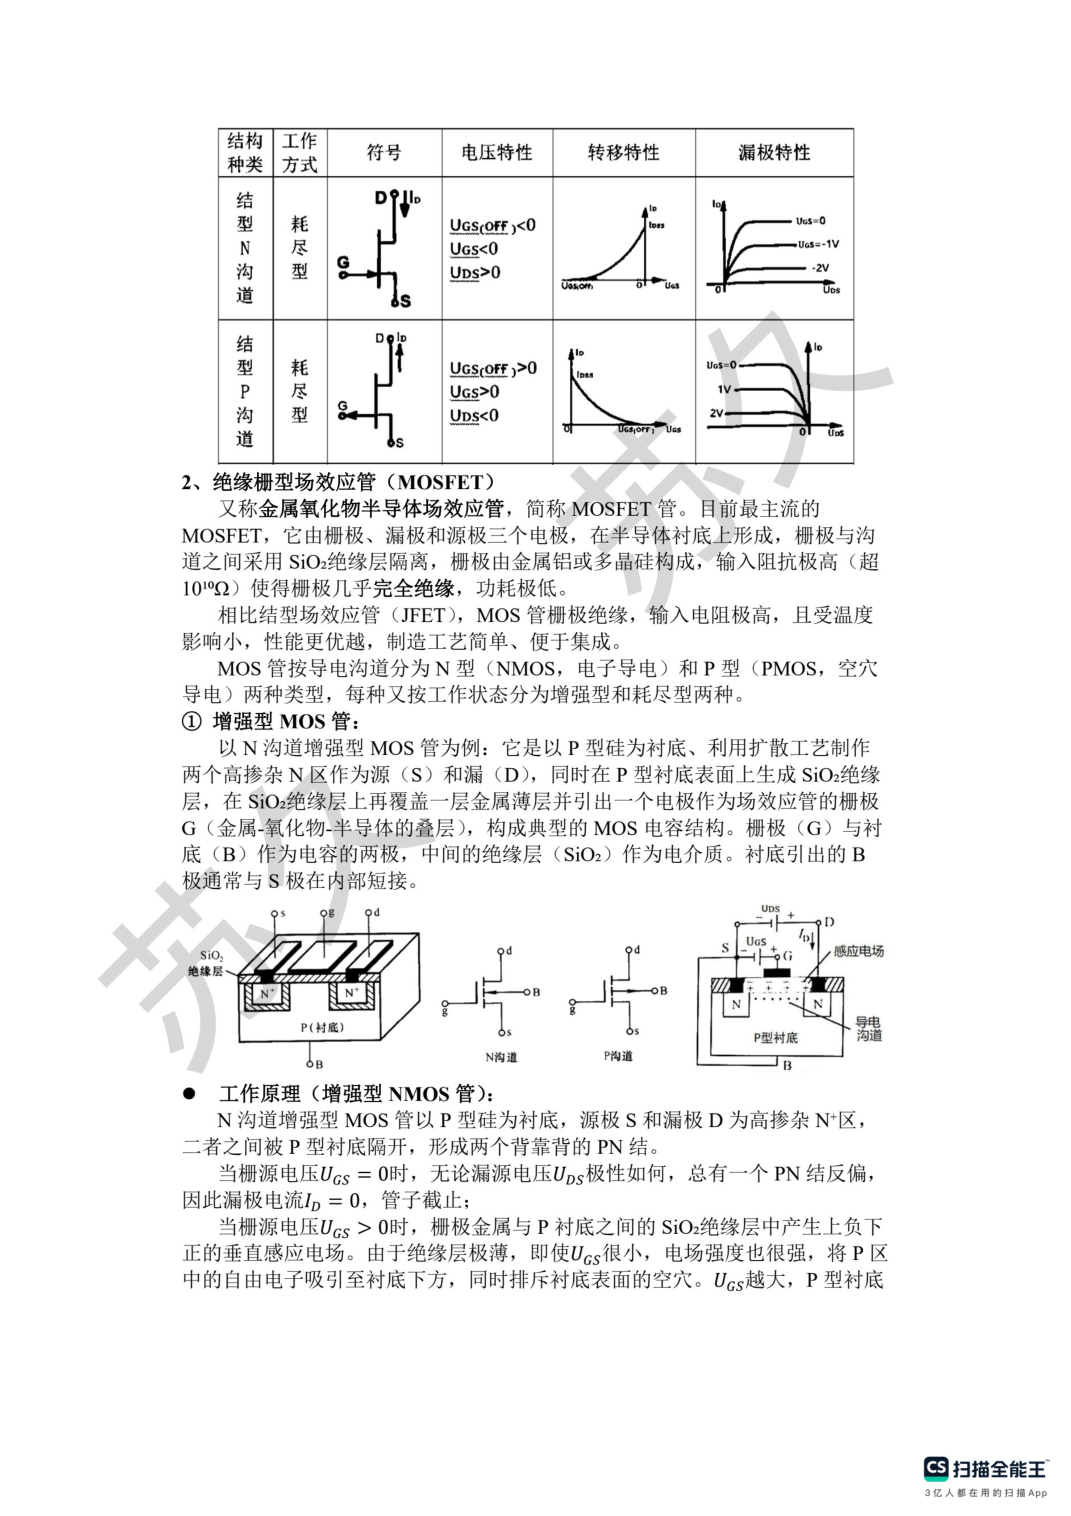 结构种类 工作方式 符号 电压特性 转移特性 漏极特性
结型N沟道 耗尽型 D ID G S UGS(OFF)<0 UGS<0 UDS>0 ID IDSS UGS(OFF) 0 UGS ID UGS=0 UGS=-1V -2V 0 UDS
结型P沟道 耗尽型 D ID G S UGS(OFF)>0 UGS>0 UDS<0 ID IDSS 0 UGS(OFF) UGS UGS=0 1V 2V ID 0 UDS
2、绝缘栅型场效应管（MOSFET）
又称金属氧化物半导体场效应管，简称 MOSFET 管。目前最主流的
MOSFET，它由栅极、漏极和源极三个电极，在半导体衬底上形成，栅极与沟
道之间采用 SiO₂绝缘层隔离，栅极由金属铝或多晶硅构成，输入阻抗极高（超
10¹⁰Ω）使得栅极几乎完全绝缘，功耗极低。
相比结型场效应管（JFET），MOS 管栅极绝缘，输入电阻极高，且受温度
影响小，性能更优越，制造工艺简单、便于集成。
MOS 管按导电沟道分为 N 型（NMOS，电子导电）和 P 型（PMOS，空穴
导电）两种类型，每种又按工作状态分为增强型和耗尽型两种。
① 增强型 MOS 管：
以 N 沟道增强型 MOS 管为例：它是以 P 型硅为衬底、利用扩散工艺制作
两个高掺杂 N 区作为源（S）和漏（D），同时在 P 型衬底表面上生成 SiO₂绝缘
层，在 SiO₂绝缘层上再覆盖一层金属薄层并引出一个电极作为场效应管的栅极
G（金属-氧化物-半导体的叠层），构成典型的 MOS 电容结构。栅极（G）与衬
底（B）作为电容的两极，中间的绝缘层（SiO₂）作为电介质。衬底引出的 B
极通常与 S 极在内部短接。
s g d
SiO₂
绝缘层
N⁺ N⁺
P(衬底)
B
d
B
g
s
N沟道
d
B
g
s
P沟道
UDS
− +
D
S UGS ID
− + G
感应电场
N N
P型衬底
导电
沟道
B
● 工作原理（增强型 NMOS 管）：
N 沟道增强型 MOS 管以 P 型硅为衬底，源极 S 和漏极 D 为高掺杂 N⁺区，
二者之间被 P 型衬底隔开，形成两个背靠背的 PN 结。
当栅源电压U_GS = 0时，无论漏源电压U_DS极性如何，总有一个 PN 结反偏，
因此漏极电流I_D = 0，管子截止；
当栅源电压U_GS > 0时，栅极金属与 P 衬底之间的 SiO₂绝缘层中产生上负下
正的垂直感应电场。由于绝缘层极薄，即使U_GS很小，电场强度也很强，将 P 区
中的自由电子吸引至衬底下方，同时排斥衬底表面的空穴。U_GS越大，P 型衬底
苏久
苏久
CS 扫描全能王
3亿人都在用的扫描App